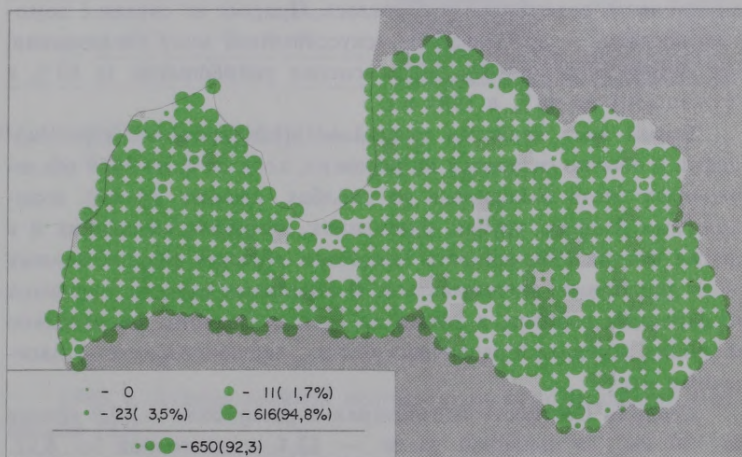 - 0 - 11( 1,7%)
- 23( 3,5%) - 616(94,8%)
- 650(92,3)